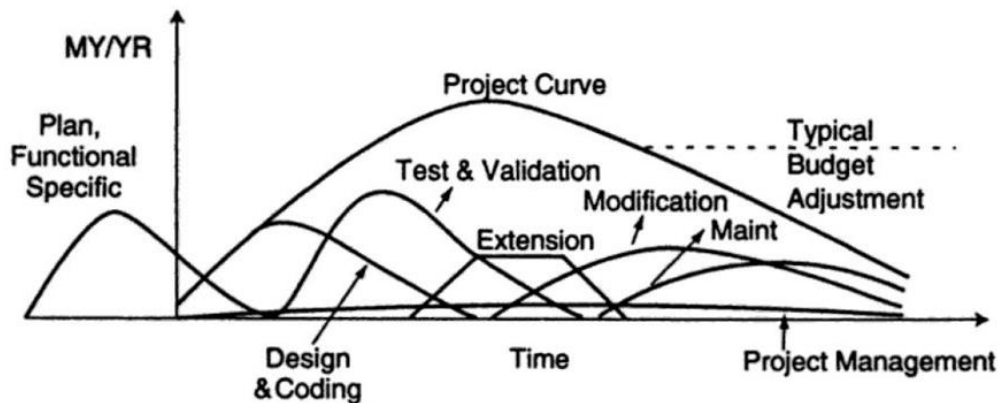 MY/YR
Project Curve
Plan,
Functional
Specific
Typical
Budget
Adjustment
Test & Validation
Modification
Maint
Extension
Design
& Coding
Time
Project Management